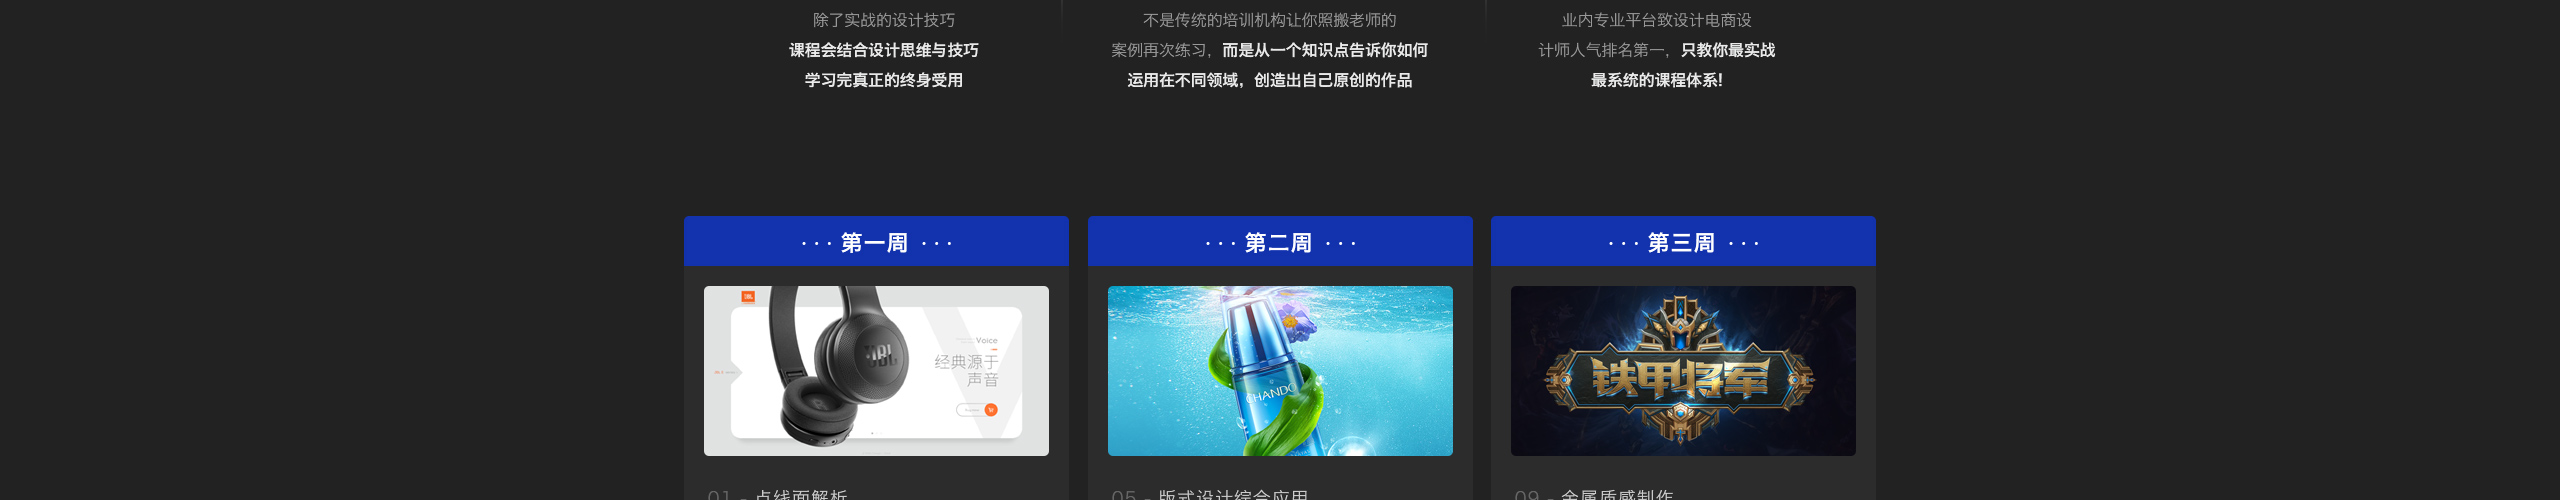 除了实战的设计技巧
课程会结合设计思维与技巧
学习完真正的终身受用
不是传统的培训机构让你照搬老师的
案例再次练习，而是从一个知识点告诉你如何
运用在不同领域，创造出自己原创的作品
业内专业平台致设计电商设
计师人气排名第一，只教你最实战
最系统的课程体系!
··· 第一周 ···
··· 第二周 ···
··· 第三周 ···
JBL
Voice
经典源于
声音
JBL
CHANDO
铁甲将军
01 - 点线面解析
05 - 版式设计综合应用
09 - 金属质感制作